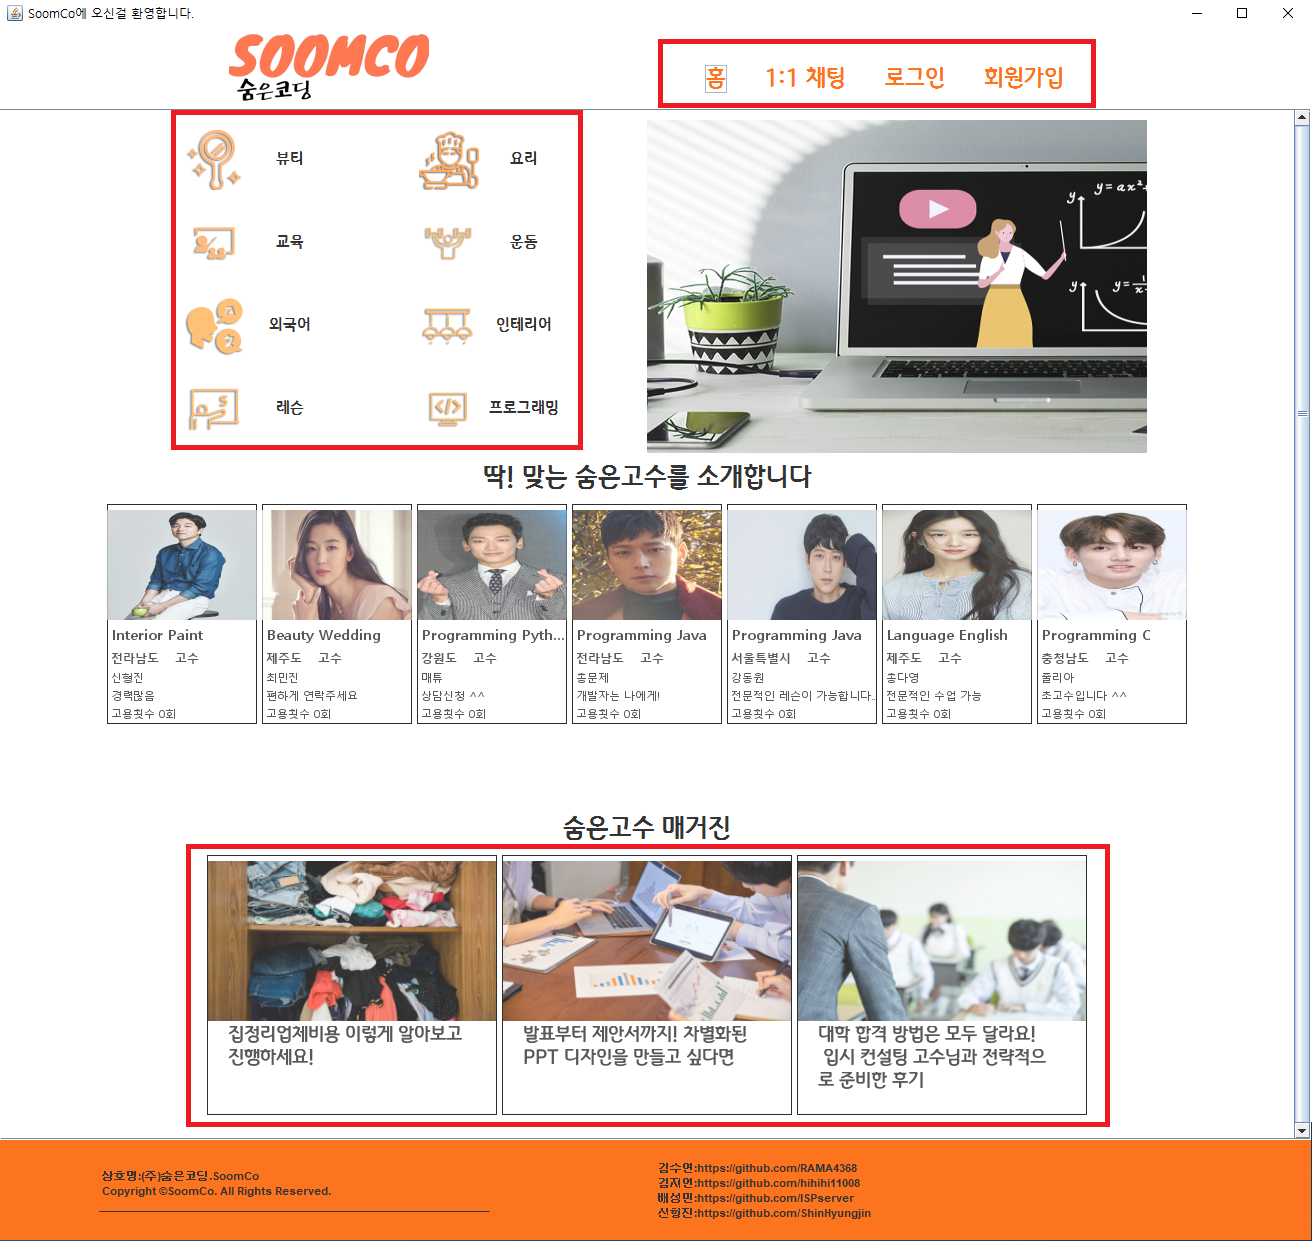 SoomCo에 오신걸 환영합니다.
SOOMCO
숨은코딩
홈 1:1 채팅 로그인 회원가입
뷰티 요리
교육 운동
외국어 인테리어
레슨 프로그래밍
y = ax²+
y
y = 1/x
y
딱! 맞는 숨은고수를 소개합니다
Interior Paint
전라남도 고수
신형진
경력많음
고용횟수 0회
Beauty Wedding
제주도 고수
최민진
편하게 연락주세요
고용횟수 0회
Programming Pyth...
강원도 고수
매튜
상담신청 ^^
고용횟수 0회
Programming Java
전라남도 고수
홍문제
개발자는 나에게!
고용횟수 0회
Programming Java
서울특별시 고수
강동원
전문적인 레슨이 가능합니다..
고용횟수 0회
Language English
제주도 고수
홍다영
전문적인 수업 가능
고용횟수 0회
Programming C
충청남도 고수
줄리아
초고수입니다 ^^
고용횟수 0회
숨은고수 매거진
집정리업체비용 이렇게 알아보고
진행하세요!
발표부터 제안서까지! 차별화된
PPT 디자인을 만들고 싶다면
대학 합격 방법은 모두 달라요!
입시 컨설팅 고수님과 전략적으
로 준비한 후기
상호명:(주)숨은코딩.SoomCo
Copyright ©SoomCo. All Rights Reserved.
김수연:https://github.com/RAMA4368
김지연:https://github.com/hihihi11008
배성민:https://github.com/ISPserver
신형진:https://github.com/ShinHyungjin